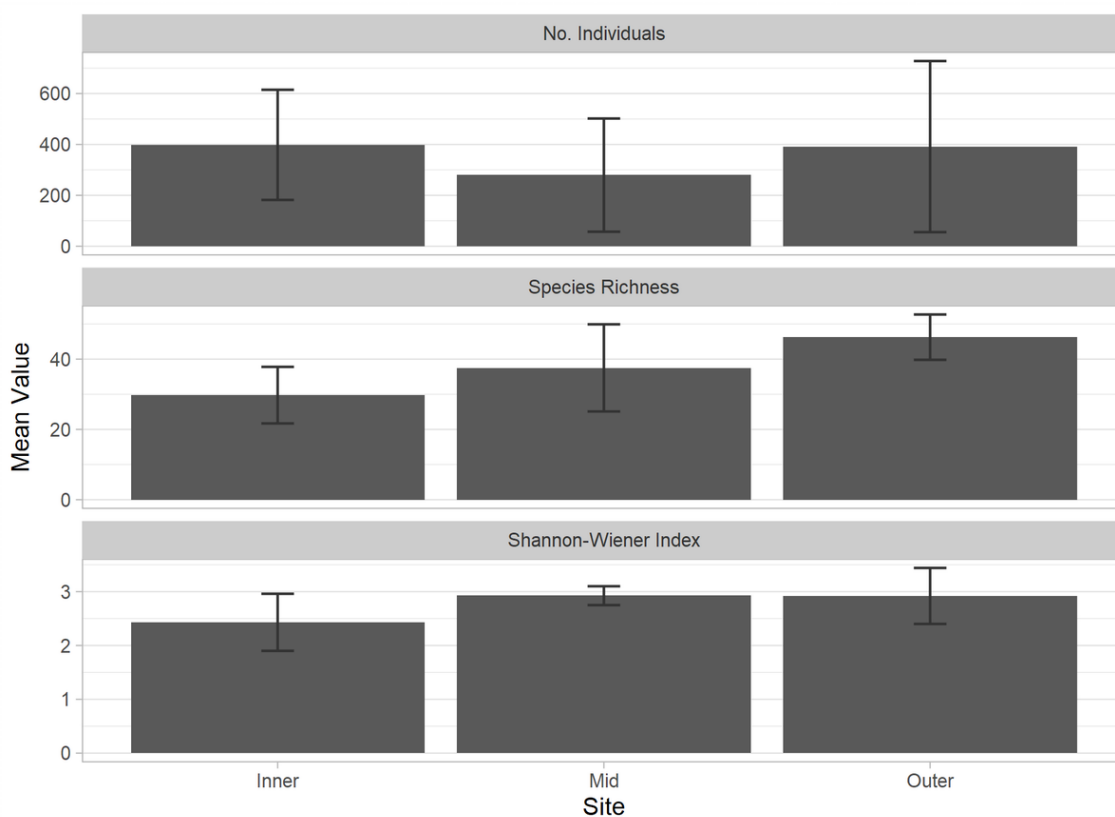 No. Individuals
600
400
200
0
Species Richness
40
20
0
Mean Value
Shannon-Wiener Index
3
2
1
0
Inner Mid Outer
Site